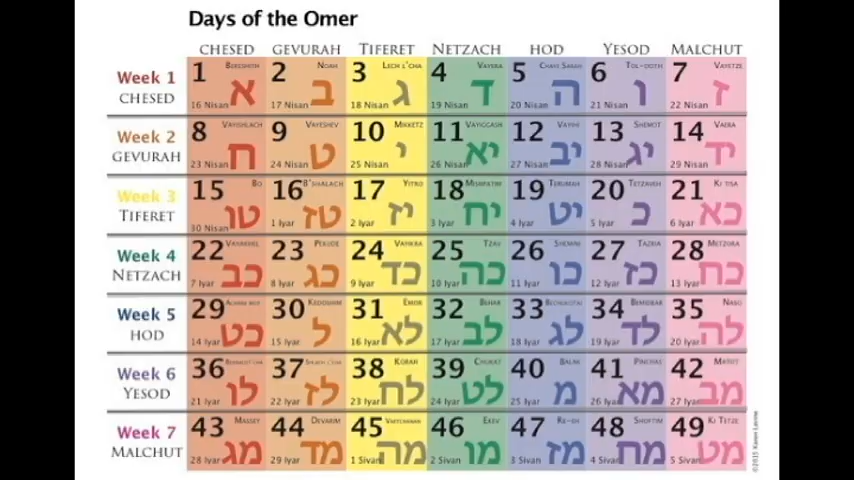 Days of the Omer
CHESED GEVURAH TIFERET NETZACH HOD YESOD MALCHUT
Week 1
CHESED
1 BERESHITH א 16 Nisan
2 NOAH ב 17 Nisan
3 LECH L'CHA ג 18 Nisan
4 VAYERA ד 19 Nisan
5 CHAYE SARAH ה 20 Nisan
6 TOL-DOTH ו 21 Nisan
7 VAYETZE ז 22 Nisan
Week 2
GEVURAH
8 VAYISHLACH ח 23 Nisan
9 VAYESHEV ט 24 Nisan
10 MIKKETZ י 25 Nisan
11 VAYIGGASH יא 26 Nisan
12 VAYHI יב 27 Nisan
13 SHEMOT יג 28 Nisan
14 VAERA יד 29 Nisan
Week 3
TIFERET
15 BO טו 30 Nisan
16 B'SHALACH טז 1 Iyar
17 YITRO יז 2 Iyar
18 MISHPATIM יח 3 Iyar
19 TERUMAH יט 4 Iyar
20 TETZAVEH כ 5 Iyar
21 KI TISA כא 6 Iyar
Week 4
NETZACH
22 VAYAKHEL כב 7 Iyar
23 PEKUDE כג 8 Iyar
24 VAYIKRA כד 9 Iyar
25 TZAV כה 10 Iyar
26 SHEMINI כו 11 Iyar
27 TAZRIA כז 12 Iyar
28 METZORA כח 13 Iyar
Week 5
HOD
29 כט 14 Iyar
30 KEDOSHIM ל 15 Iyar
31 EMOR לא 16 Iyar
32 BEHAR לב 17 Iyar
33 BECHUKOTAI לג 18 Iyar
34 BEMIDBAR לד 19 Iyar
35 NASO לה 20 Iyar
Week 6
YESOD
36 לו 21 Iyar
37 לז 22 Iyar
38 KORAH לח 23 Iyar
39 CHUKAT לט 24 Iyar
40 BALAK מ 25 Iyar
41 PINCHAS מא 26 Iyar
42 MATOT מב 27 Iyar
Week 7
MALCHUT
43 MASSEY מג 28 Iyar
44 DEVARIM מד 29 Iyar
45 VAETCHANAN מה 1 Sivan
46 EKEV מו 2 Sivan
47 RE-EH מז 3 Sivan
48 SHOFTIM מח 4 Sivan
49 KI TETZE מט 5 Sivan